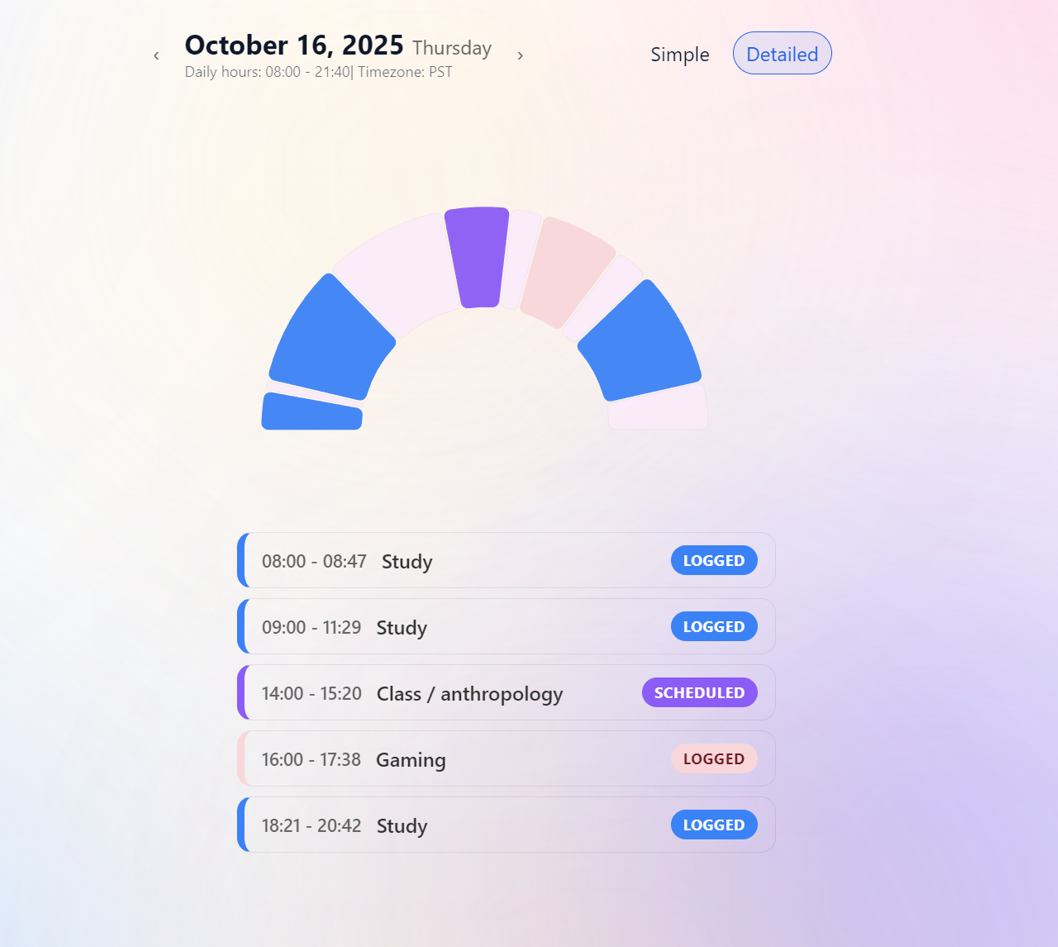 ‹ October 16, 2025 Thursday ›
Daily hours: 08:00 - 21:40| Timezone: PST
Simple Detailed
08:00 - 08:47 Study LOGGED
09:00 - 11:29 Study LOGGED
14:00 - 15:20 Class / anthropology SCHEDULED
16:00 - 17:38 Gaming LOGGED
18:21 - 20:42 Study LOGGED